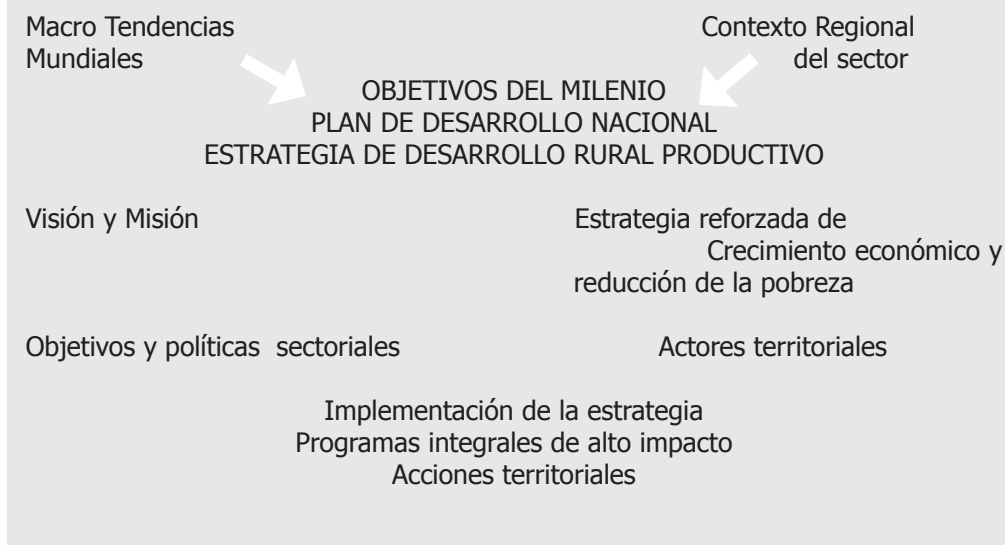 Macro Tendencias
Mundiales
Contexto Regional
del sector
OBJETIVOS DEL MILENIO
PLAN DE DESARROLLO NACIONAL
ESTRATEGIA DE DESARROLLO RURAL PRODUCTIVO
Visión y Misión
Estrategia reforzada de
Crecimiento económico y
reducción de la pobreza
Objetivos y políticas sectoriales
Actores territoriales
Implementación de la estrategia
Programas integrales de alto impacto
Acciones territoriales